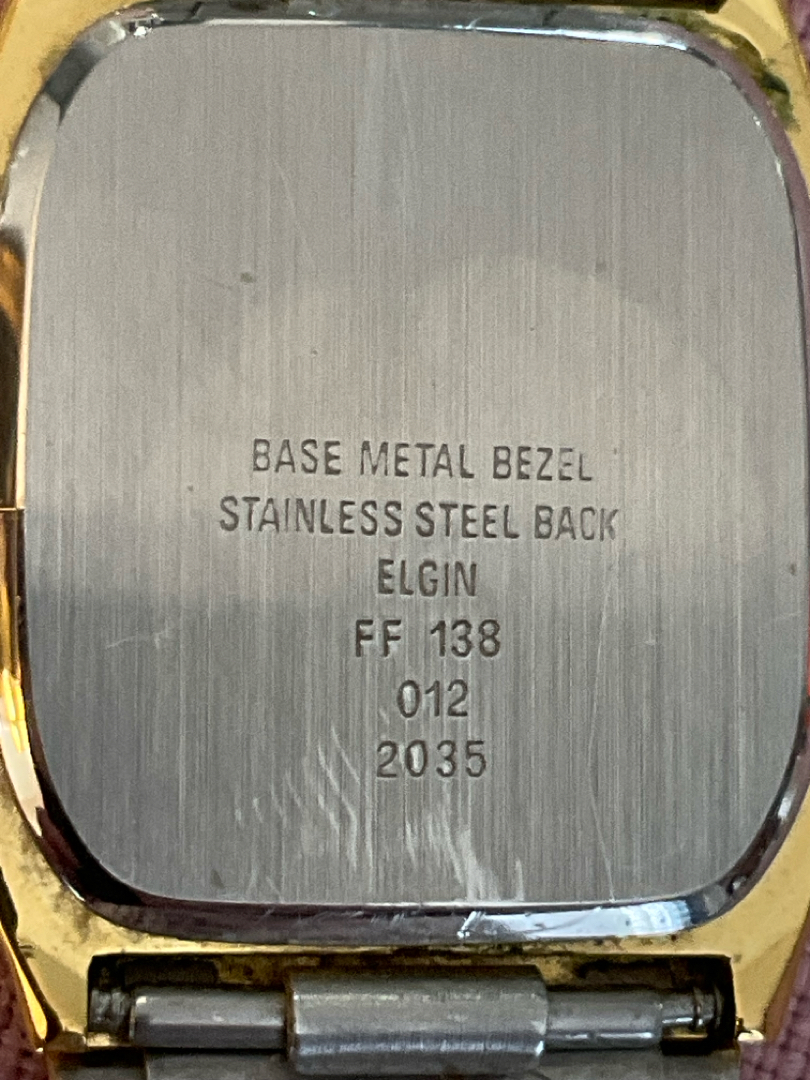 BASE METAL BEZEL
STAINLESS STEEL BACK
ELGIN
FF 138
012
2035